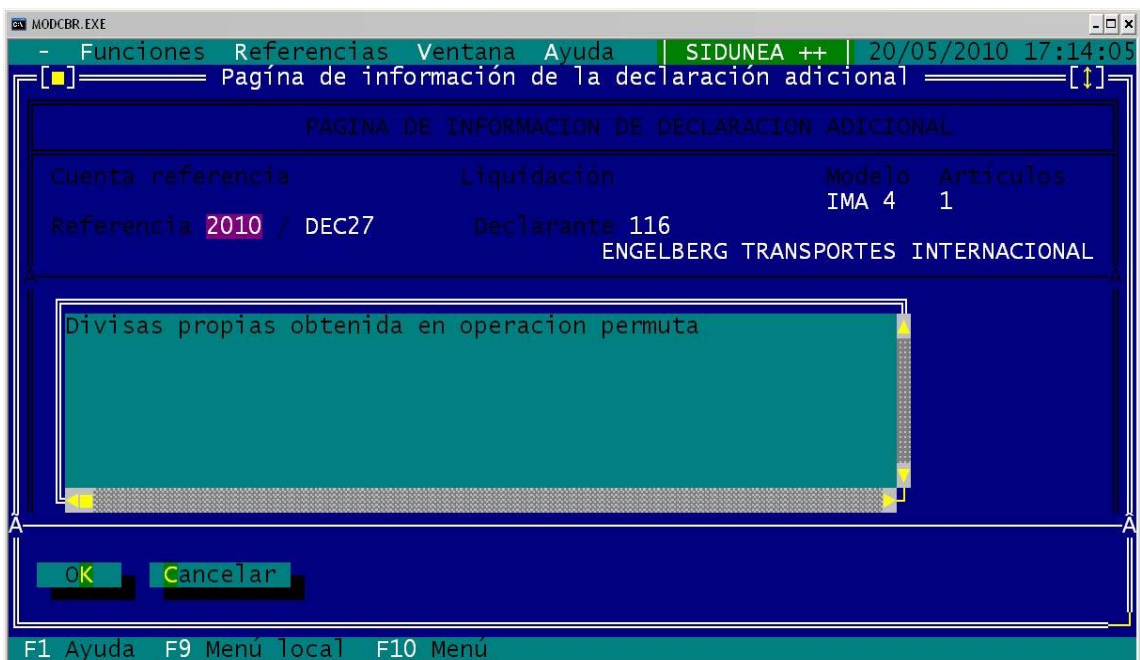 MODCBR.EXE
- Funciones Referencias Ventana Ayuda | SIDUNEA ++ | 20/05/2010 17:14:05
Pagína de información de la declaración adicional
PAGINA DE INFORMACION DE DECLARACION ADICIONAL
Cuenta referencia Liquidación Modelo Artículos
IMA 4 1
Referencia 2010 / DEC27 Declarante 116
ENGELBERG TRANSPORTES INTERNACIONAL
Divisas propias obtenida en operacion permuta
OK Cancelar
F1 Ayuda F9 Menú local F10 Menú